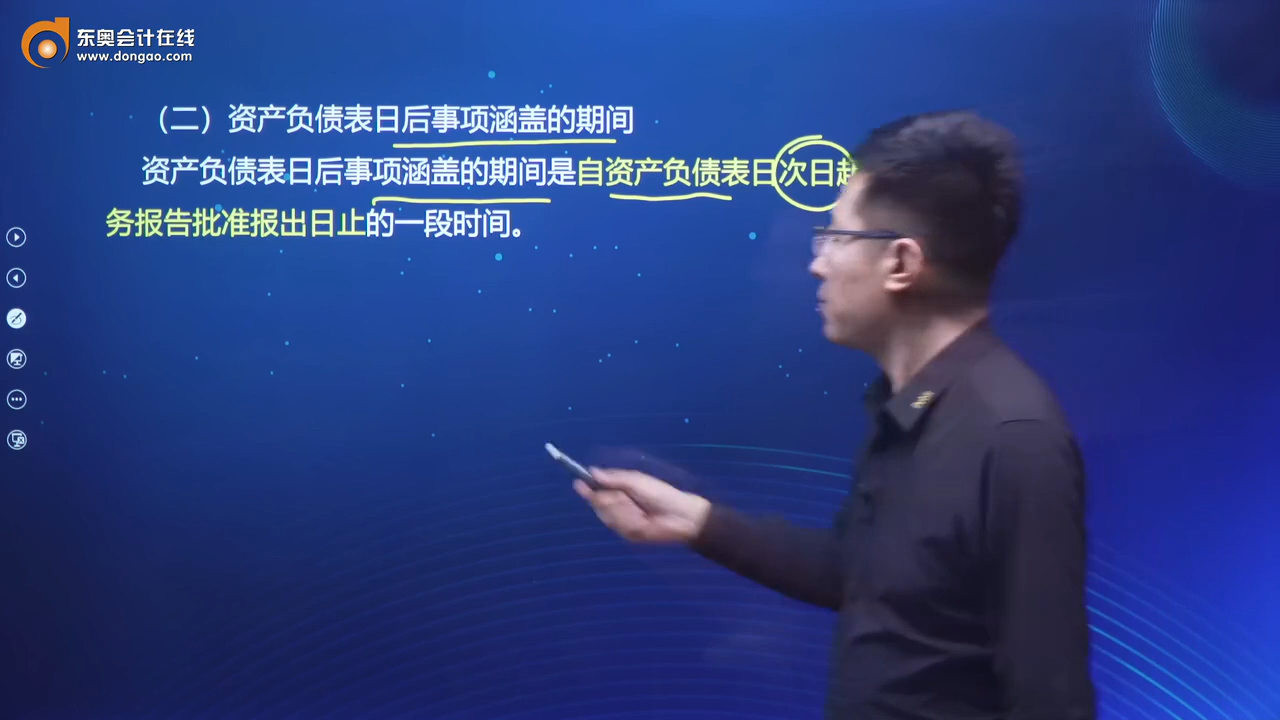 东奥会计在线
www.dongao.com
（二）资产负债表日后事项涵盖的期间
资产负债表日后事项涵盖的期间是自资产负债表日次日起
务报告批准报出日止的一段时间。